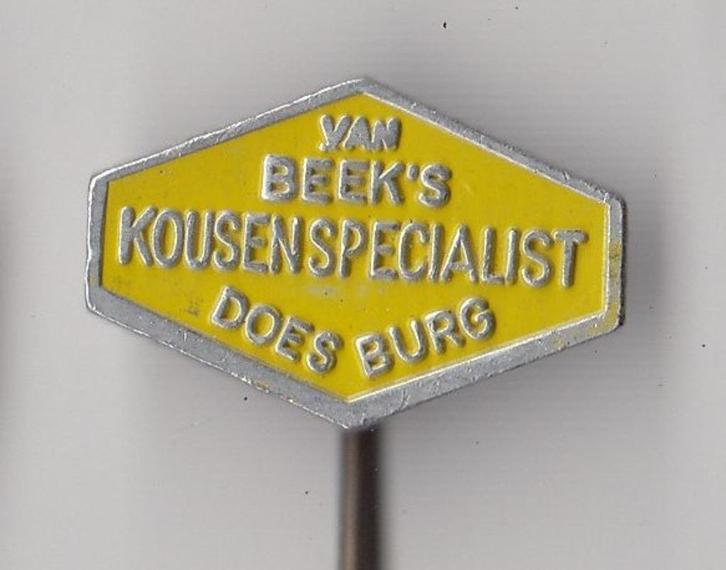 VAN
BEEK'S
KOUSENSPECIALIST
DOES BURG